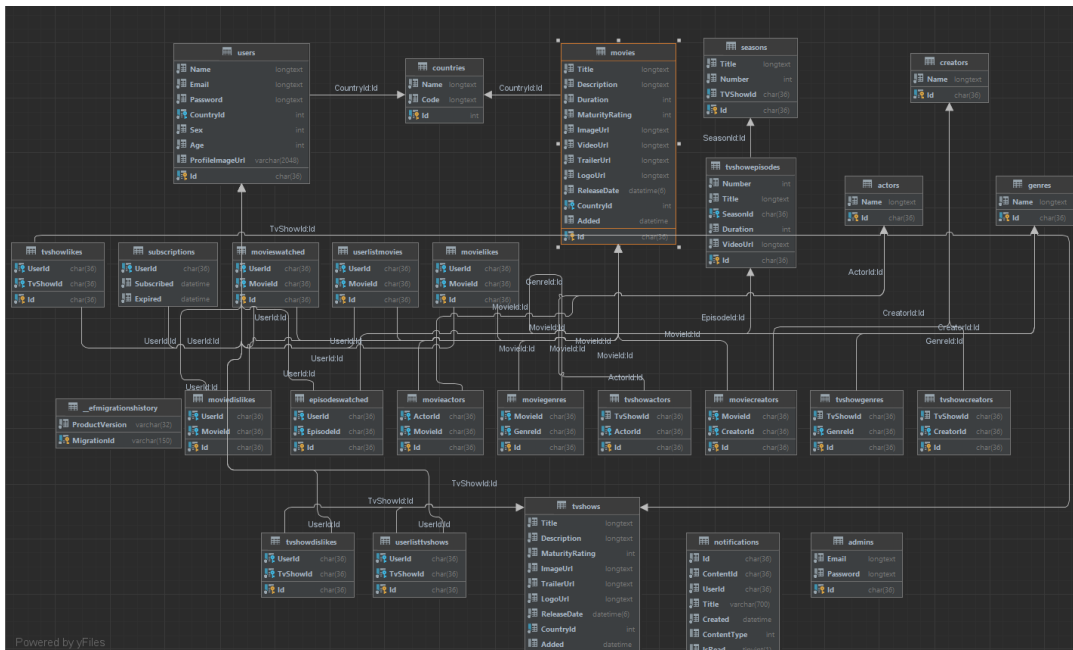 users
Name longtext
Email longtext
Password longtext
CountryId int
Sex int
Age int
ProfileImageUrl varchar(2048)
Id char(36)
CountryId:Id
countries
Name longtext
Code longtext
Id int
CountryId:Id
movies
Title longtext
Description longtext
Duration int
MaturityRating int
ImageUrl longtext
VideoUrl longtext
TrailerUrl longtext
LogoUrl longtext
ReleaseDate datetime(6)
CountryId int
Added datetime
Id char(36)
seasons
Title longtext
Number int
TVShowId char(36)
Id char(36)
SeasonId:Id
tvshowepisodes
Number int
Title longtext
SeasonId char(36)
Duration int
VideoUrl longtext
Id char(36)
creators
Name longtext
Id char(36)
actors
Name longtext
Id char(36)
genres
Name longtext
Id char(36)
TvShowId:Id
tvshowlikes
UserId char(36)
TvShowId char(36)
Id char(36)
subscriptions
UserId char(36)
Subscribed datetime
Expired datetime
movieswatched
UserId char(36)
MovieId char(36)
Id char(36)
userlistmovies
UserId char(36)
MovieId char(36)
Id char(36)
movielikes
UserId char(36)
MovieId char(36)
Id char(36)
GenreId:Id
ActorId:Id
MovieId:Id
UserId:Id
EpisodeId:Id
CreatorId:Id
MovieId:Id
CreatorId:Id
UserId:Id
UserId:Id
UserId:Id
MovieId:Id
MovieId:Id
MovieId:Id
GenreId:Id
UserId:Id
MovieId:Id
UserId:Id
ActorId:Id
UserId:Id
__efmigrationshistory
ProductVersion varchar(32)
MigrationId varchar(150)
moviedislikes
UserId char(36)
MovieId char(36)
Id char(36)
episodeswatched
UserId char(36)
EpisodeId char(36)
Id char(36)
movieactors
ActorId char(36)
MovieId char(36)
Id char(36)
moviegenres
MovieId char(36)
GenreId char(36)
Id char(36)
tvshowactors
TvShowId char(36)
ActorId char(36)
Id char(36)
moviecreators
MovieId char(36)
CreatorId char(36)
Id char(36)
tvshowgenres
TvShowId char(36)
GenreId char(36)
Id char(36)
tvshowcreators
TvShowId char(36)
CreatorId char(36)
Id char(36)
TvShowId:Id
TvShowId:Id
UserId:Id
UserId:Id
tvshowdislikes
UserId char(36)
TvShowId char(36)
Id char(36)
userlisttvshows
UserId char(36)
TvShowId char(36)
Id char(36)
tvshows
Title longtext
Description longtext
MaturityRating int
ImageUrl longtext
TrailerUrl longtext
LogoUrl longtext
ReleaseDate datetime(6)
CountryId int
Added datetime
notifications
Id char(36)
ContentId char(36)
UserId char(36)
Title varchar(700)
Created datetime
ContentType int
admins
Email longtext
Password longtext
Id char(36)
Powered by yFiles